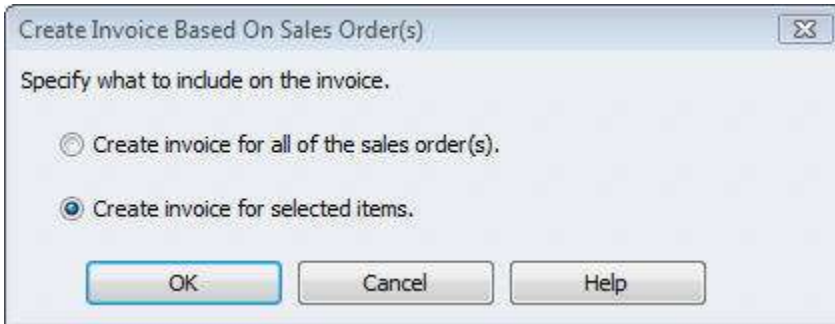 Create Invoice Based On Sales Order(s)
Specify what to include on the invoice.
Create invoice for all of the sales order(s).
Create invoice for selected items.
OK Cancel Help